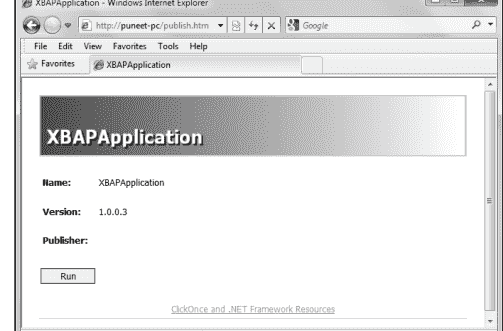 XBAPApplication - Windows Internet Explorer
http://puneet-pc/publish.htm
Google
File Edit View Favorites Tools Help
Favorites
XBAPApplication
XBAPApplication
Name: XBAPApplication
Version: 1.0.0.3
Publisher:
Run
ClickOnce and .NET Framework Resources